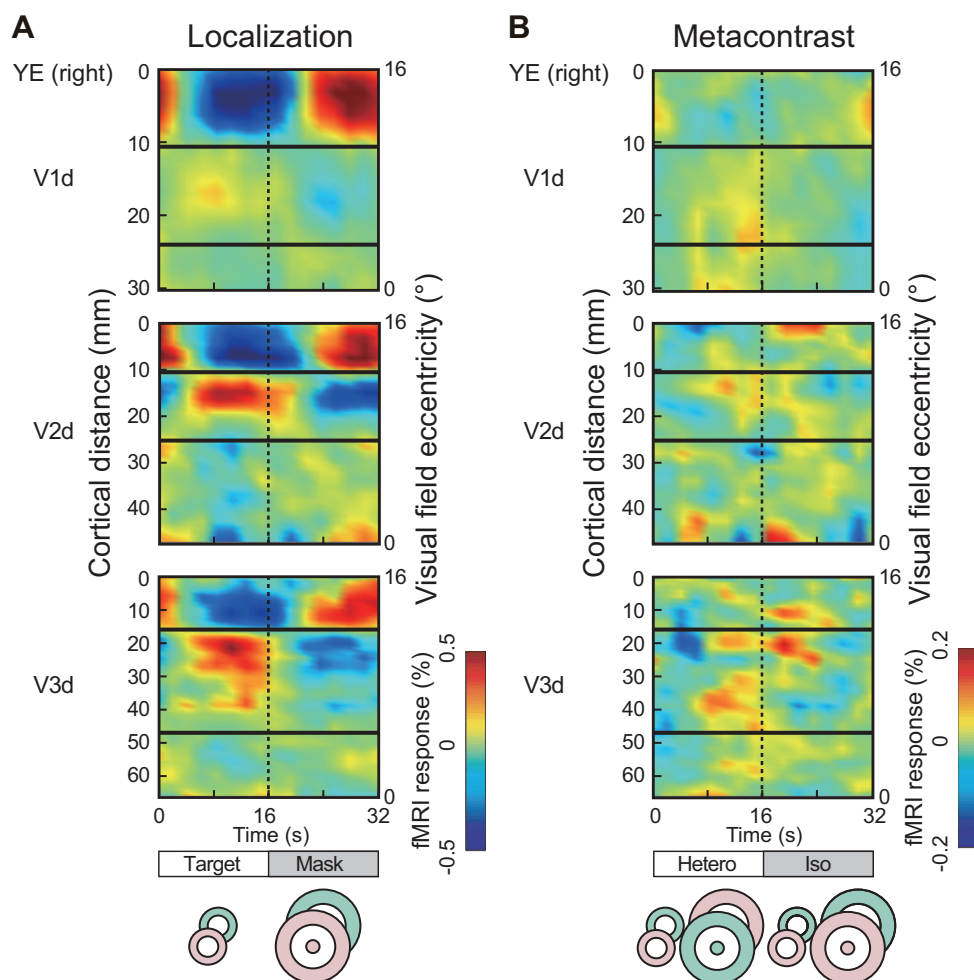 A
Localization
YE (right)
0
10
20
30
16
0
V1d
0
10
20
30
40
16
0
V2d
0
10
20
30
40
50
60
16
0
V3d
Cortical distance (mm)
Visual field eccentricity (°)
0
16
32
Time (s)
Target
Mask
0.5
0
-0.5
fMRI response (%)
B
Metacontrast
YE (right)
0
10
20
30
16
0
V1d
0
10
20
30
40
16
0
V2d
0
10
20
30
40
50
60
16
0
V3d
Cortical distance (mm)
Visual field eccentricity (°)
0
16
32
Time (s)
Hetero
Iso
0.2
0
-0.2
fMRI response (%)